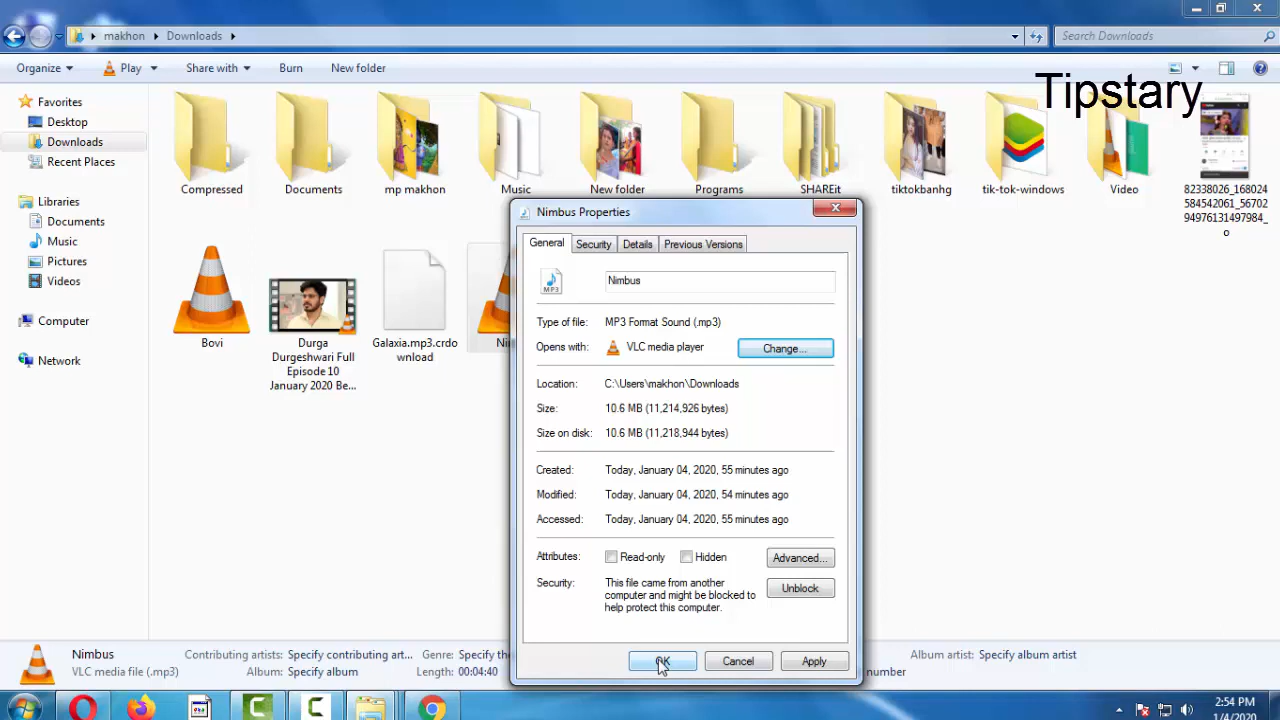 makhon Downloads
Search Downloads
Organize Play Share with Burn New folder
Tipstary
Favorites
Desktop
Downloads
Recent Places
Libraries
Documents
Music
Pictures
Videos
Computer
Network
Compressed
Documents
mp makhon
Music
New folder
Programs
SHAREit
tiktokbanhg
tik-tok-windows
Video
82338026_168024
584542061_56702
94976131497984_
o
Bovi
Durga
Durgeshwari Full
Episode 10
January 2020 Be...
Galaxia.mp3.crdo
wnload
Nimbus Properties
General Security Details Previous Versions
MP3
Nimbus
Type of file: MP3 Format Sound (.mp3)
Opens with: VLC media player Change...
Location: C:\Users\makhon\Downloads
Size: 10.6 MB (11,214,926 bytes)
Size on disk: 10.6 MB (11,218,944 bytes)
Created: Today, January 04, 2020, 55 minutes ago
Modified: Today, January 04, 2020, 54 minutes ago
Accessed: Today, January 04, 2020, 55 minutes ago
Attributes: Read-only Hidden Advanced...
Security: This file came from another
computer and might be blocked to
help protect this computer.
Unblock
OK Cancel Apply
Nimbus
VLC media file (.mp3)
Contributing artists: Specify contributing art...
Album: Specify album
Genre: Specify the
Length: 00:04:40
number
Album artist: Specify album artist
2:54 PM
1/4/2020